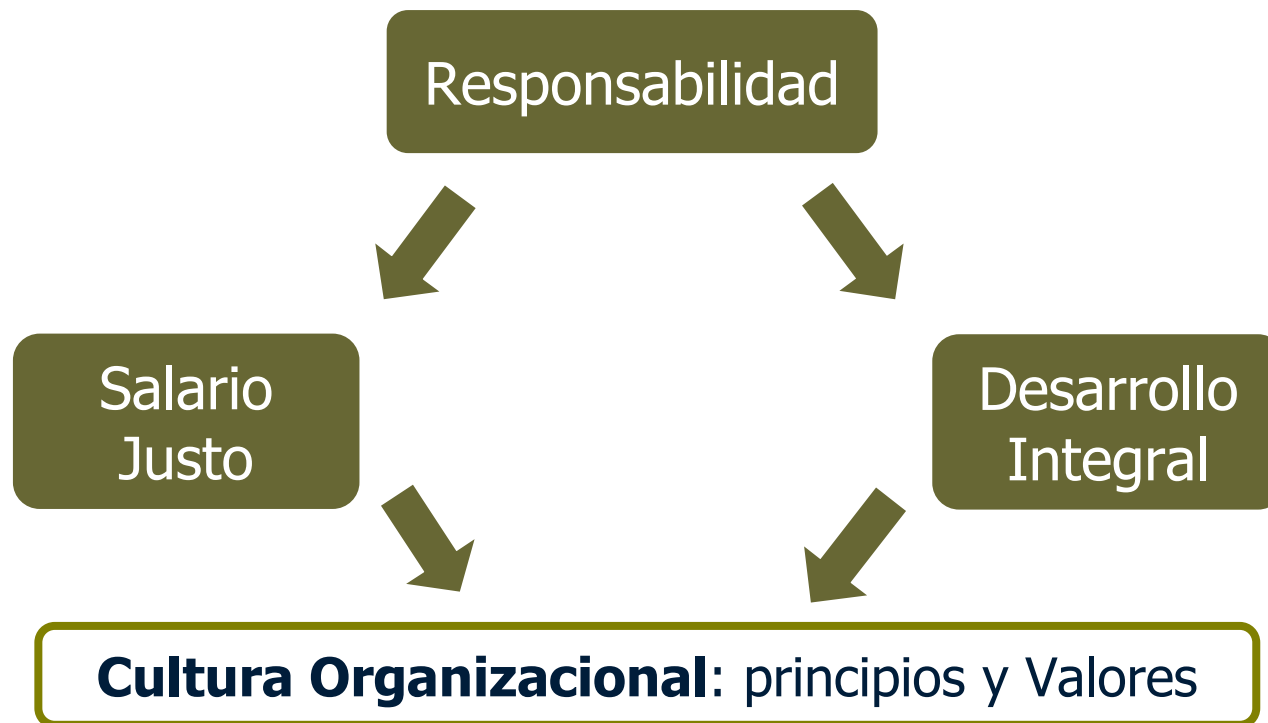 Responsabilidad
Salario
Justo
Desarrollo
Integral
Cultura Organizacional: principios y Valores